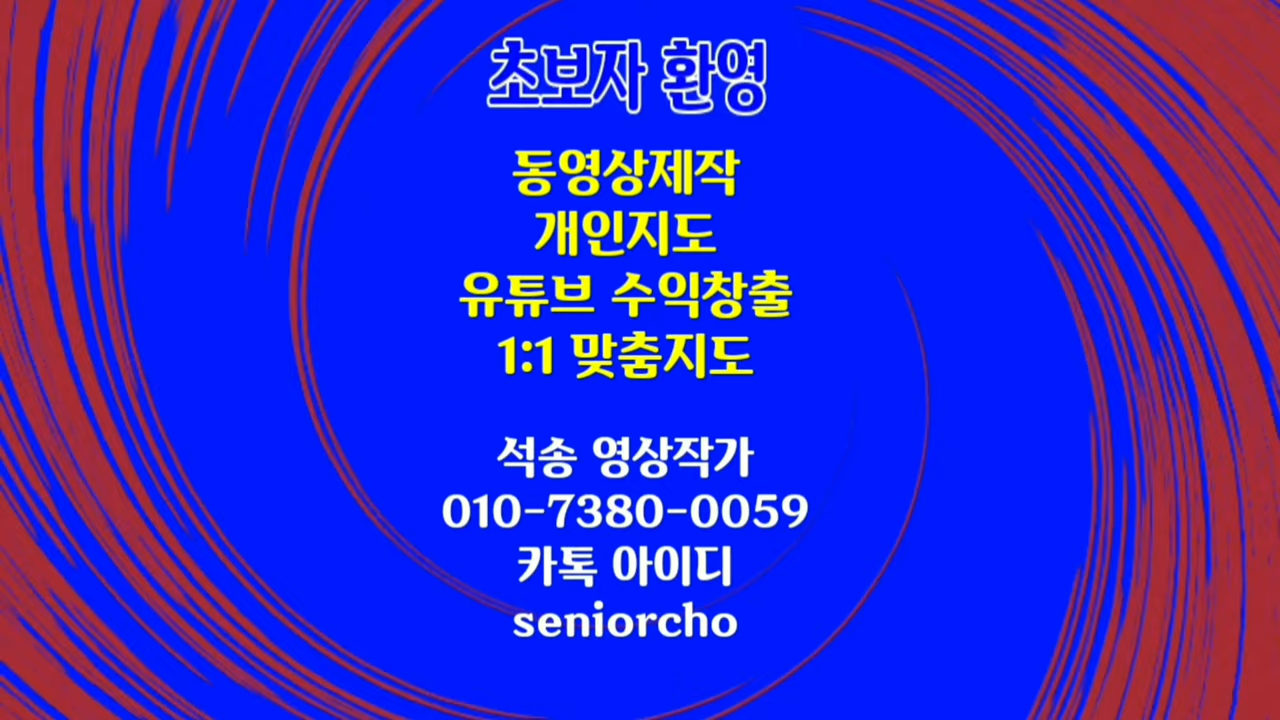 초보자 환영
동영상제작
개인지도
유튜브 수익창출
1:1 맞춤지도
석송 영상작가
010-7380-0059
카톡 아이디
seniorcho